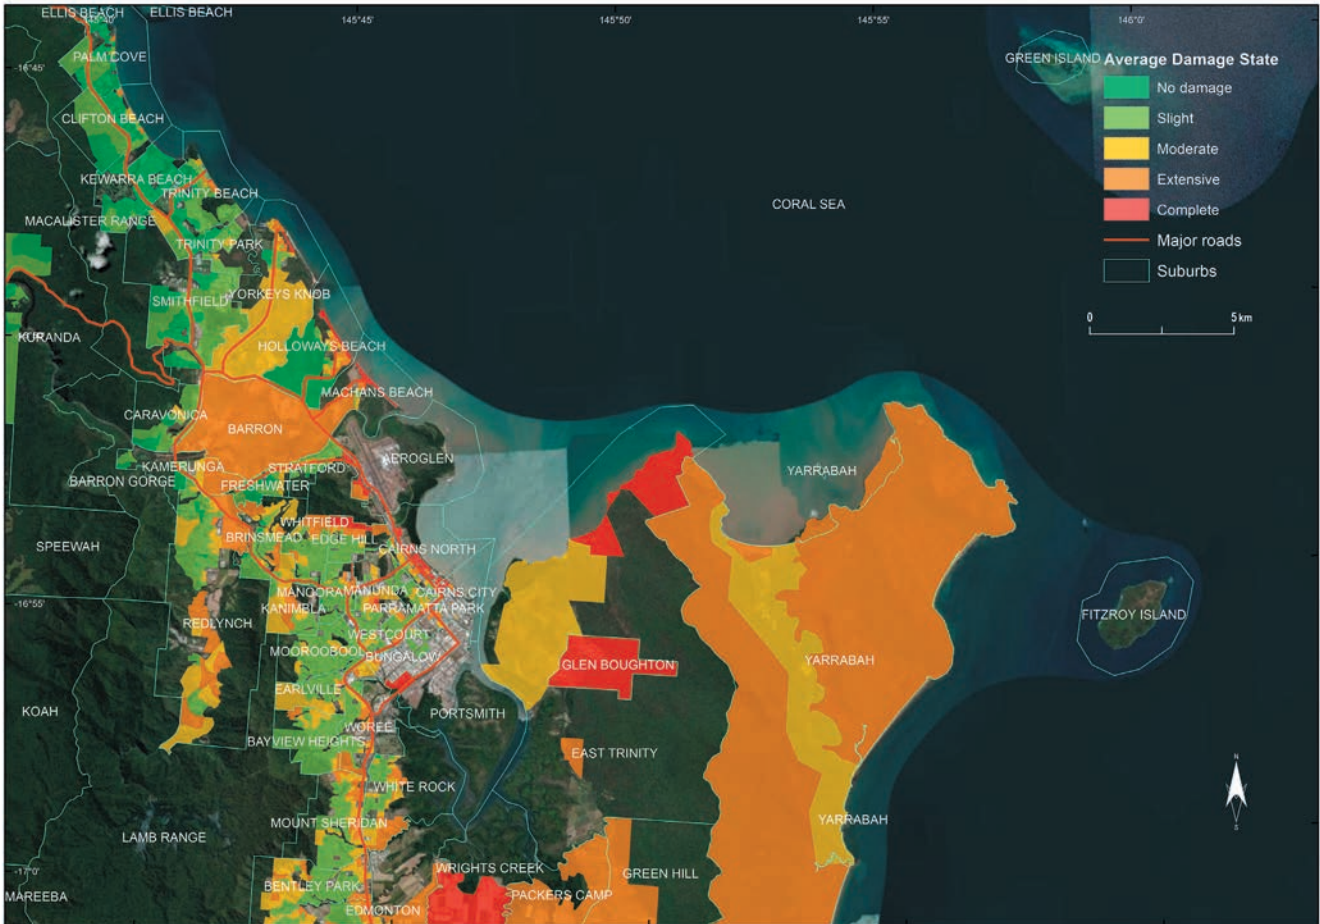 ELLIS BEACH
ELLIS BEACH
145°40'
145°45'
145°50'
145°55'
146°0'
PALM COVE
-16°45'
GREEN ISLAND
Average Damage State
No damage
Slight
Moderate
Extensive
Complete
Major roads
Suburbs
0
5 km
CLIFTON BEACH
KEWARRA BEACH
TRINITY BEACH
CORAL SEA
MACALISTER RANGE
TRINITY PARK
YORKEYS KNOB
SMITHFIELD
KURANDA
HOLLOWAYS BEACH
MACHANS BEACH
CARAVONICA
BARRON
AEROGLEN
KAMERUNGA
STRATFORD
YARRABAH
BARRON GORGE
FRESHWATER
WHITFIELD
BRINSMEAD
EDGE HILL
SPEEWAH
CAIRNS NORTH
MANOORA
MANUNDA
CAIRNS CITY
-16°55'
KANIMBLA
PARRAMATTA PARK
FITZROY ISLAND
REDLYNCH
WESTCOURT
MOOROOBOOL
BUNGALOW
GLEN BOUGHTON
YARRABAH
EARLVILLE
KOAH
PORTSMITH
WOREE
BAYVIEW HEIGHTS
EAST TRINITY
N
S
WHITE ROCK
MOUNT SHERIDAN
YARRABAH
LAMB RANGE
-17°0'
WRIGHTS CREEK
GREEN HILL
BENTLEY PARK
MAREEBA
PACKERS CAMP
EDMONTON